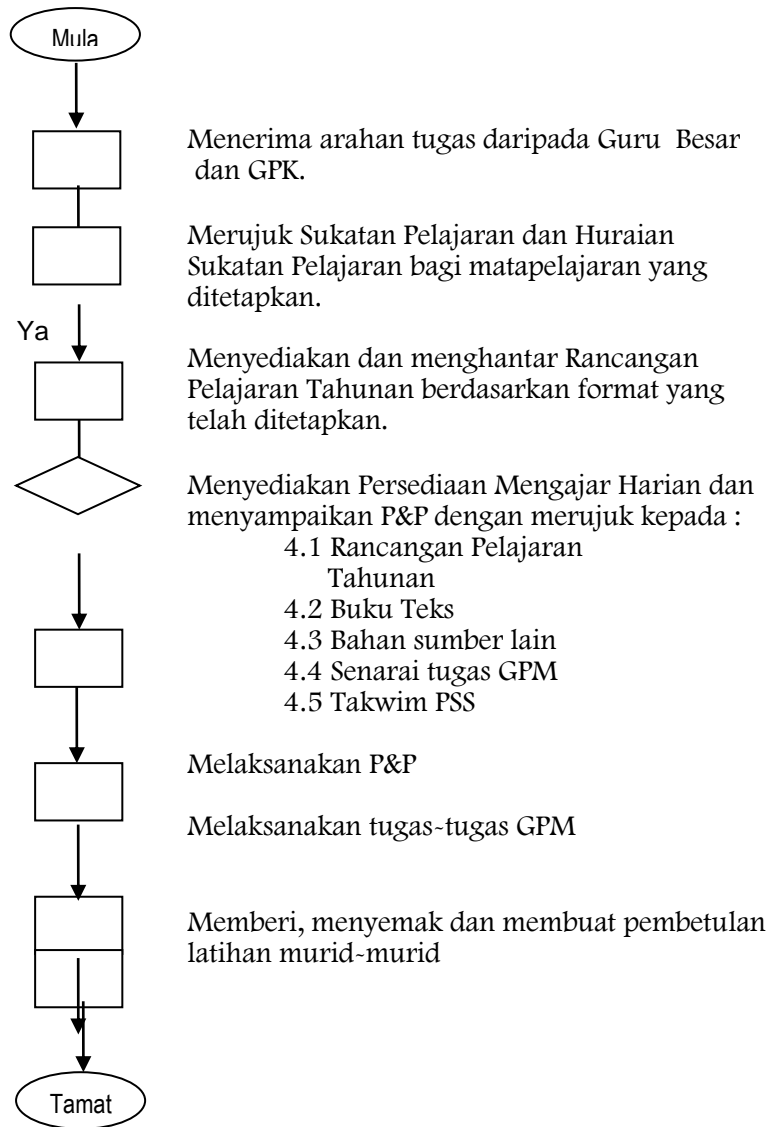 Mula
Menerima arahan tugas daripada Guru Besar
dan GPK.
Merujuk Sukatan Pelajaran dan Huraian
Sukatan Pelajaran bagi matapelajaran yang
ditetapkan.
Ya
Menyediakan dan menghantar Rancangan
Pelajaran Tahunan berdasarkan format yang
telah ditetapkan.
Menyediakan Persediaan Mengajar Harian dan
menyampaikan P&P dengan merujuk kepada :
4.1 Rancangan Pelajaran
Tahunan
4.2 Buku Teks
4.3 Bahan sumber lain
4.4 Senarai tugas GPM
4.5 Takwim PSS
Melaksanakan P&P
Melaksanakan tugas-tugas GPM
Memberi, menyemak dan membuat pembetulan
latihan murid-murid
Tamat